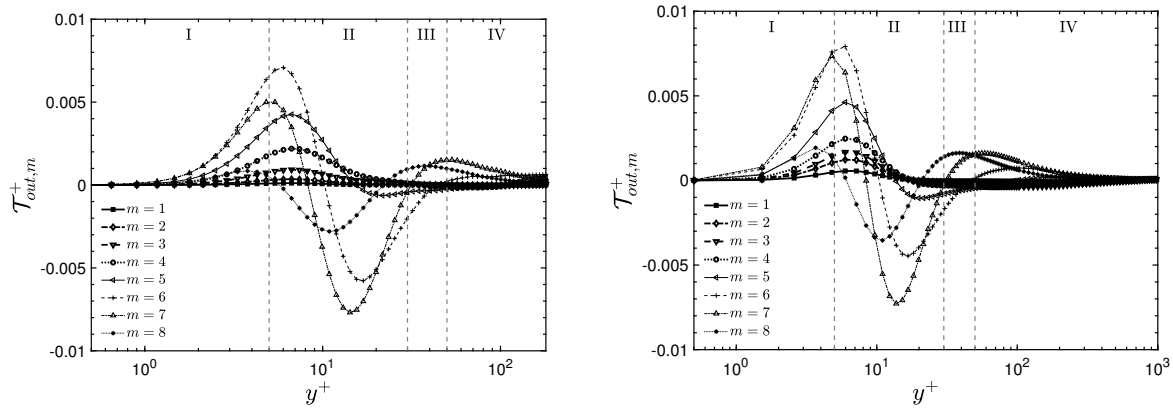 I II III IV
0.01
0.005
0
-0.005
-0.01
𝒯⁺out,m
m = 1
m = 2
m = 3
m = 4
m = 5
m = 6
m = 7
m = 8
10⁰ 10¹ 10²
y⁺
I II III IV
0.01
0.005
0
-0.005
-0.01
𝒯⁺out,m
m = 1
m = 2
m = 3
m = 4
m = 5
m = 6
m = 7
m = 8
10⁰ 10¹ 10² 10³
y⁺